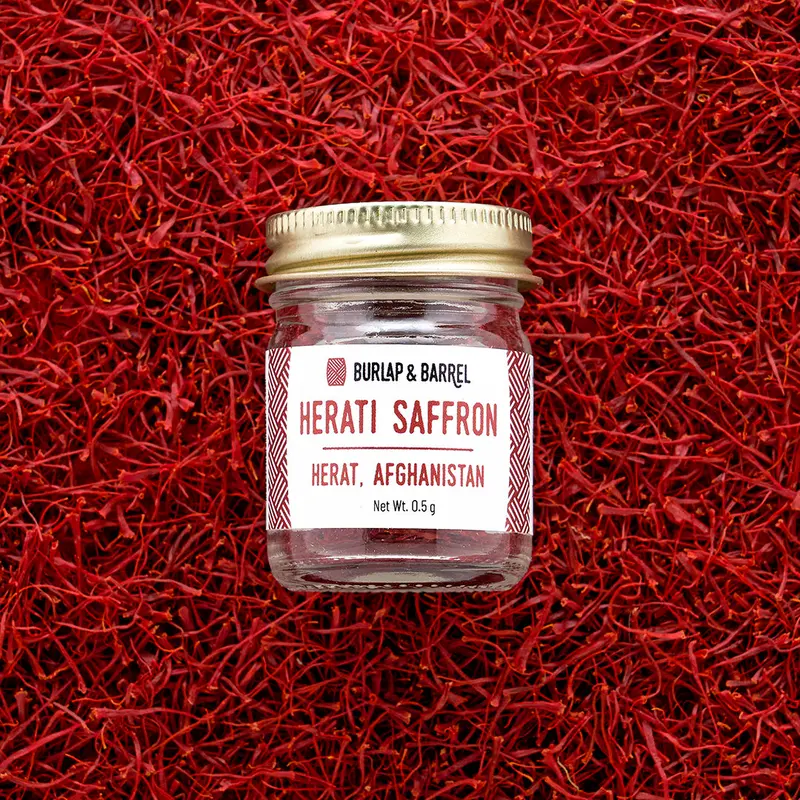 BURLAP & BARREL
HERATI SAFFRON
HERAT, AFGHANISTAN
Net Wt. 0.5 g